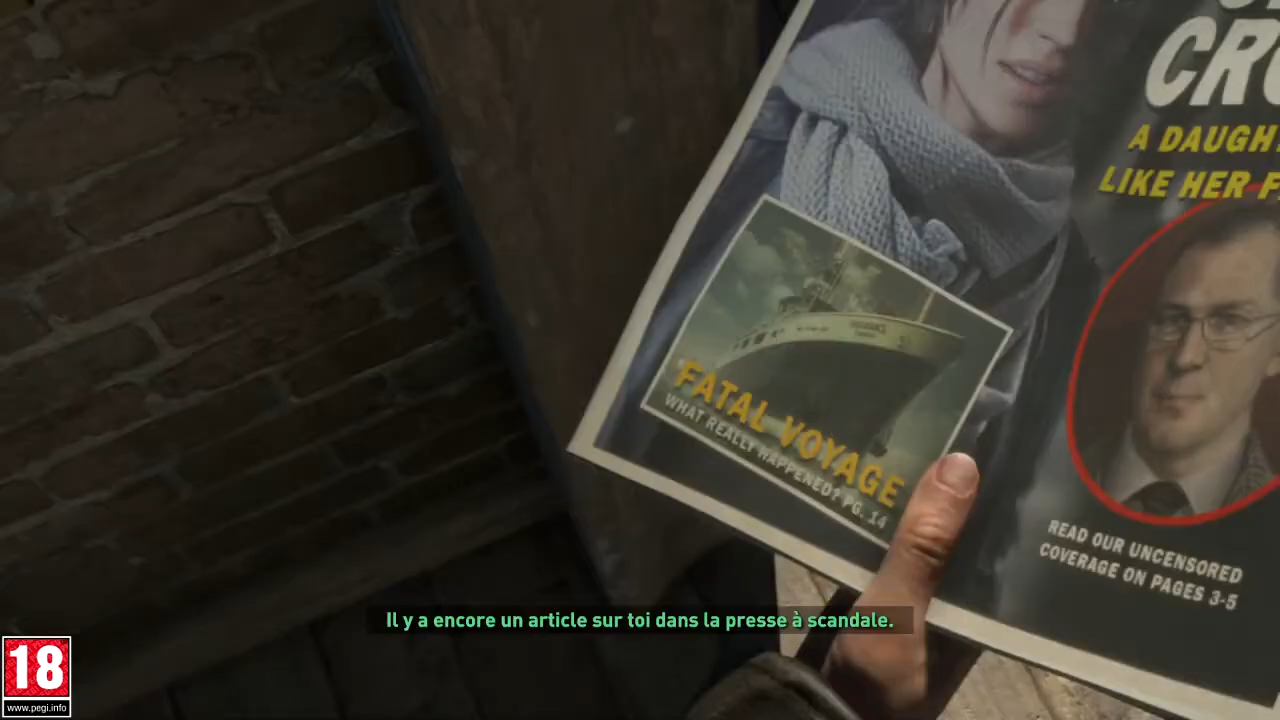 CR
A DAUGH
LIKE HER F
FATAL VOYAGE
WHAT REALLY HAPPENED? PG. 14
READ OUR UNCENSORED
COVERAGE ON PAGES 3-5
Il y a encore un article sur toi dans la presse à scandale.
18
www.pegi.info